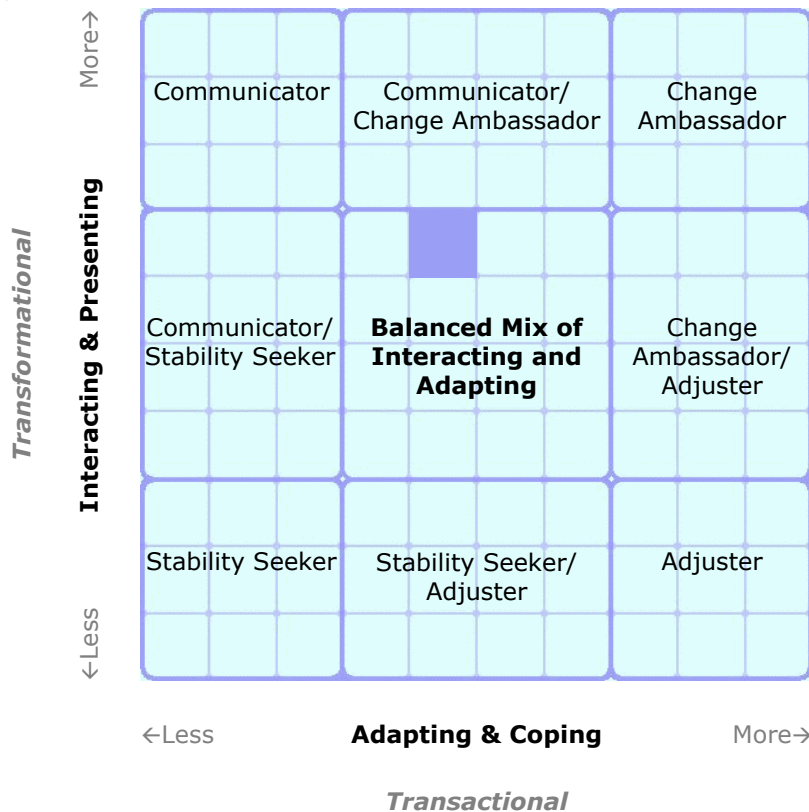 More→
Communicator
Communicator/
Change Ambassador
Change
Ambassador
Transformational
Interacting & Presenting
Communicator/
Stability Seeker
Balanced Mix of
Interacting and
Adapting
Change
Ambassador/
Adjuster
Stability Seeker
Stability Seeker/
Adjuster
Adjuster
←Less
←Less
Adapting & Coping
More→
Transactional